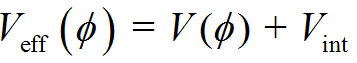 V_eff (ϕ) = V(ϕ) + V_int